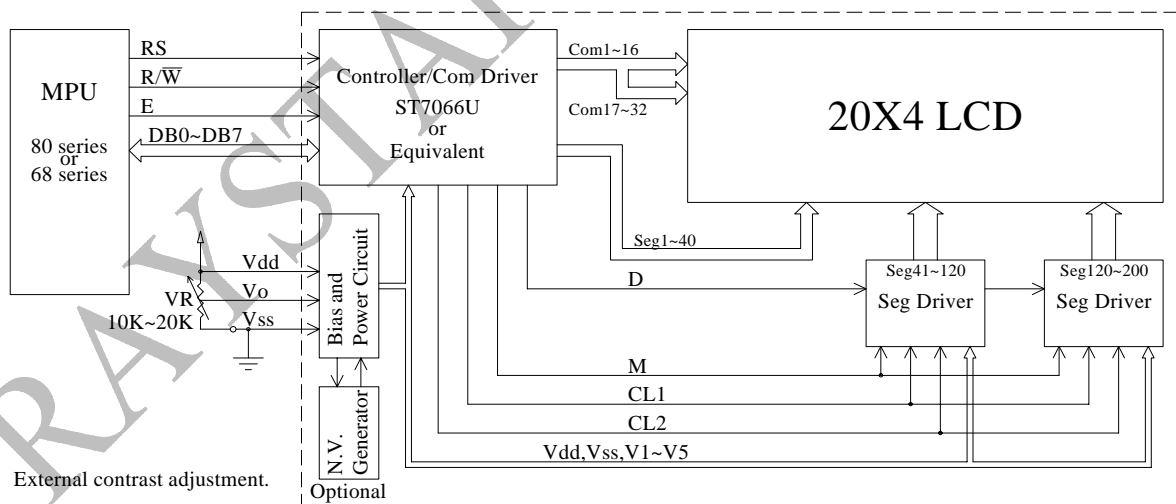 MPU
80 series
or
68 series
RS
R/W̅
E
DB0~DB7
Controller/Com Driver
ST7066U
or
Equivalent
Com1~16
Com17~32
20X4 LCD
Seg1~40
Vdd
Vo
VR
10K~20K
Vss
Bias and
Power Circuit
D
Seg41~120
Seg Driver
Seg120~200
Seg Driver
M
CL1
CL2
Vdd,Vss,V1~V5
N.V.
Generator
Optional
External contrast adjustment.
RAYSTAR